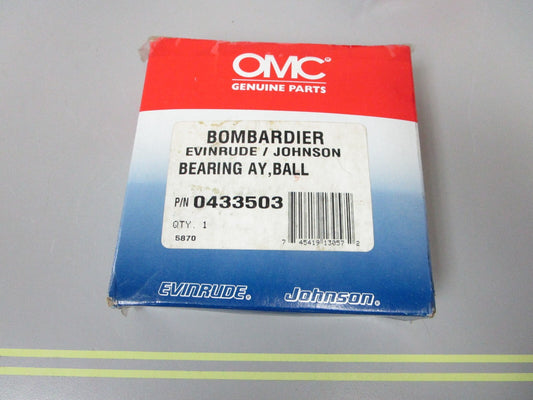 OMC®
GENUINE PARTS
BOMBARDIER
EVINRUDE / JOHNSON
BEARING AY,BALL
P/N 0433503
QTY. 1
5870
7 45419 13057 2
EVINRUDE® Johnson®